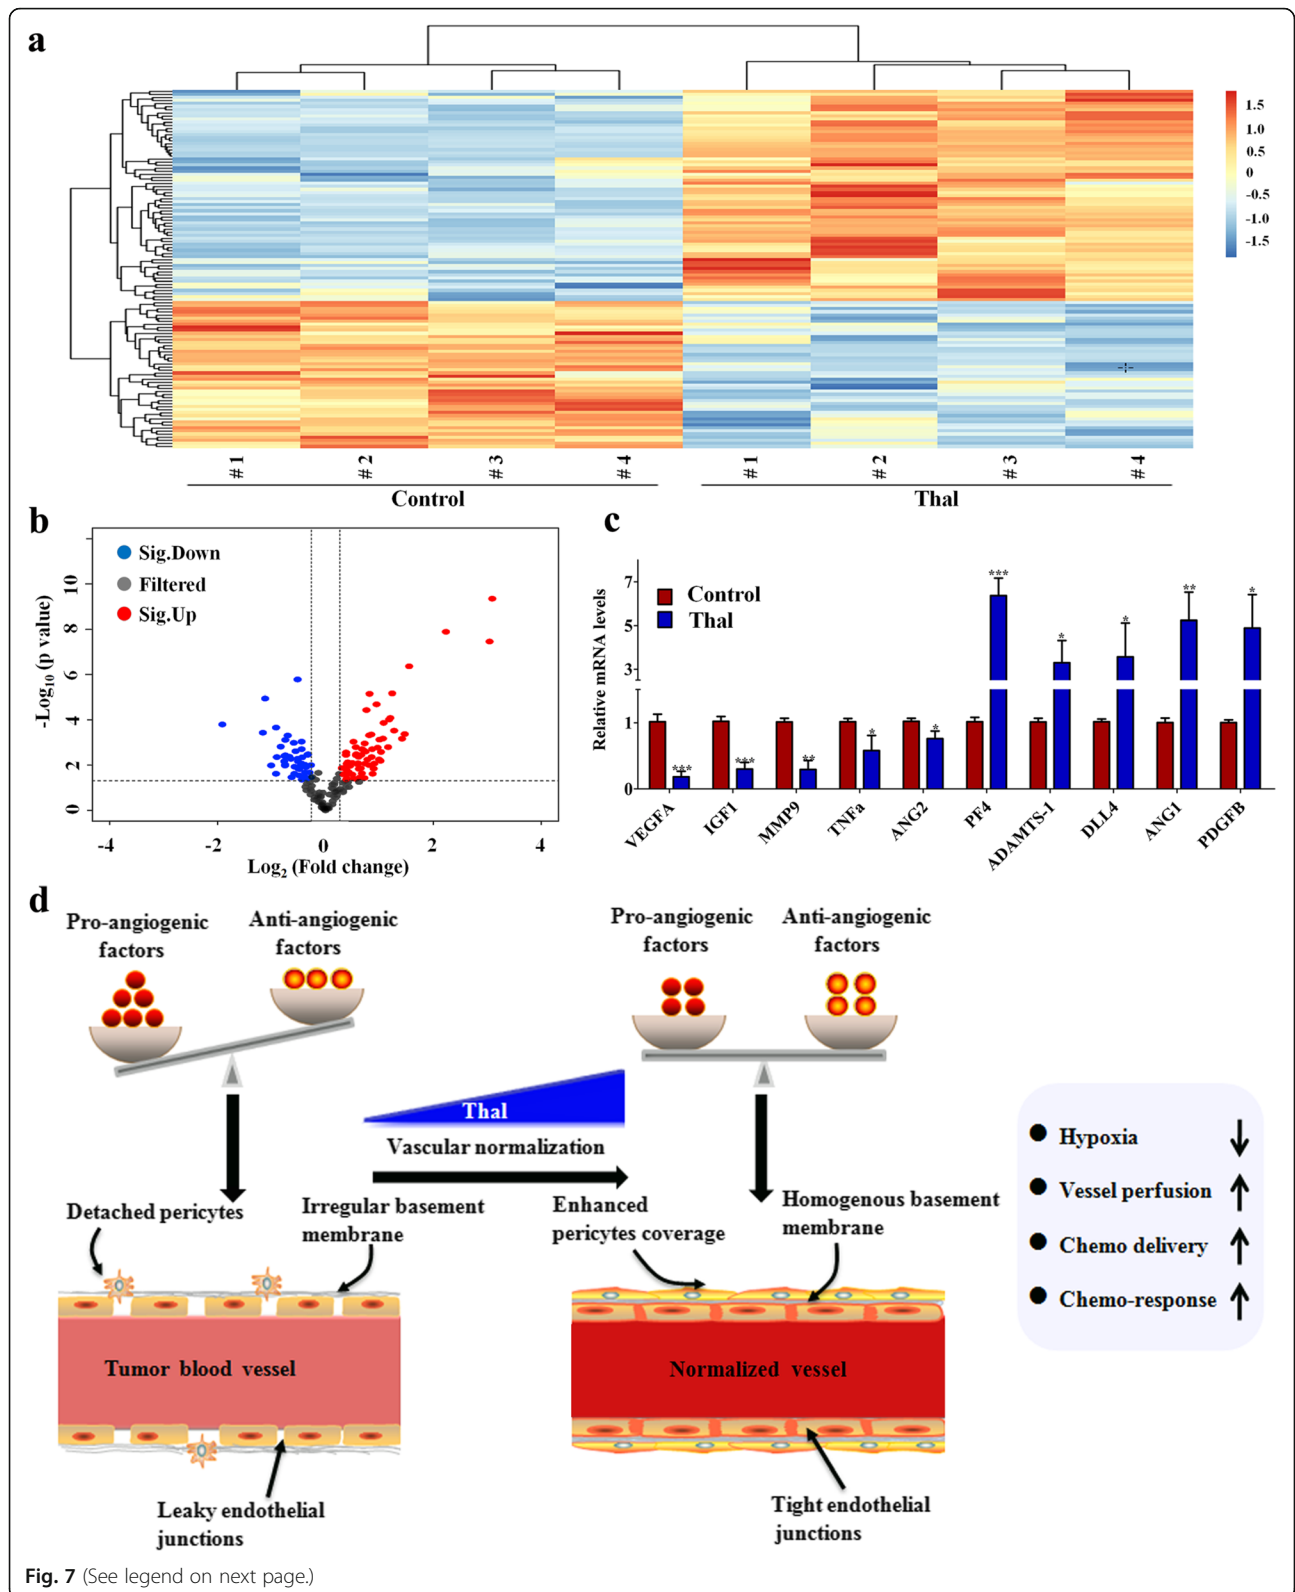 a
1.5
1.0
0.5
0
-0.5
-1.0
-1.5
#1
#2
#3
#4
#1
#2
#3
#4
Control
Thal
b
Sig.Down
Filtered
Sig.Up
-Log10 (p value)
10
8
6
4
2
0
-4
-2
0
2
4
Log2 (Fold change)
c
Control
Thal
Relative mRNA levels
7
5
3
1
0
***
***
**
*
*
***
*
*
**
*
VEGFA
IGF1
MMP9
TNFa
ANG2
PF4
ADAMTS-1
DLL4
ANG1
PDGFB
d
Pro-angiogenic
factors
Anti-angiogenic
factors
Pro-angiogenic
factors
Anti-angiogenic
factors
Thal
Vascular normalization
Detached pericytes
Irregular basement
membrane
Enhanced
pericytes coverage
Homogenous basement
membrane
Tumor blood vessel
Normalized vessel
Leaky endothelial
junctions
Tight endothelial
junctions
● Hypoxia ↓
● Vessel perfusion ↑
● Chemo delivery ↑
● Chemo-response ↑
Fig. 7 (See legend on next page.)